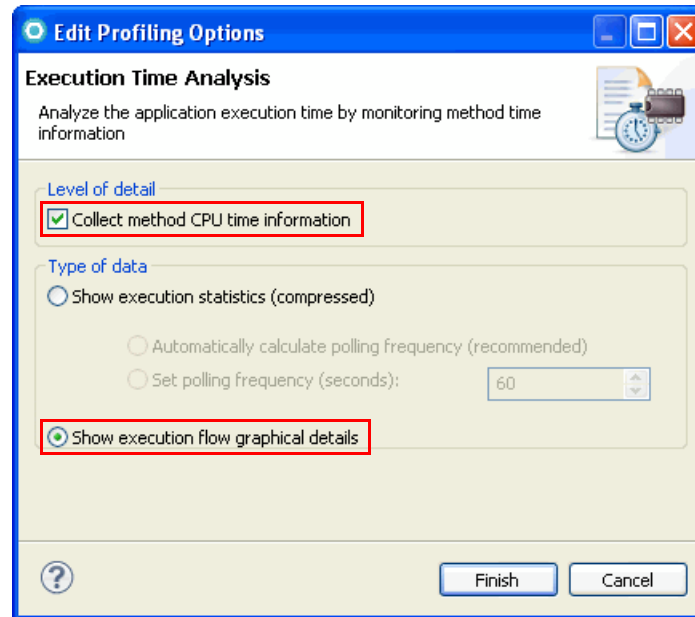 Edit Profiling Options
Execution Time Analysis
Analyze the application execution time by monitoring method time
information
Level of detail
Collect method CPU time information
Type of data
Show execution statistics (compressed)
Automatically calculate polling frequency (recommended)
Set polling frequency (seconds):
60
Show execution flow graphical details
?
Finish
Cancel